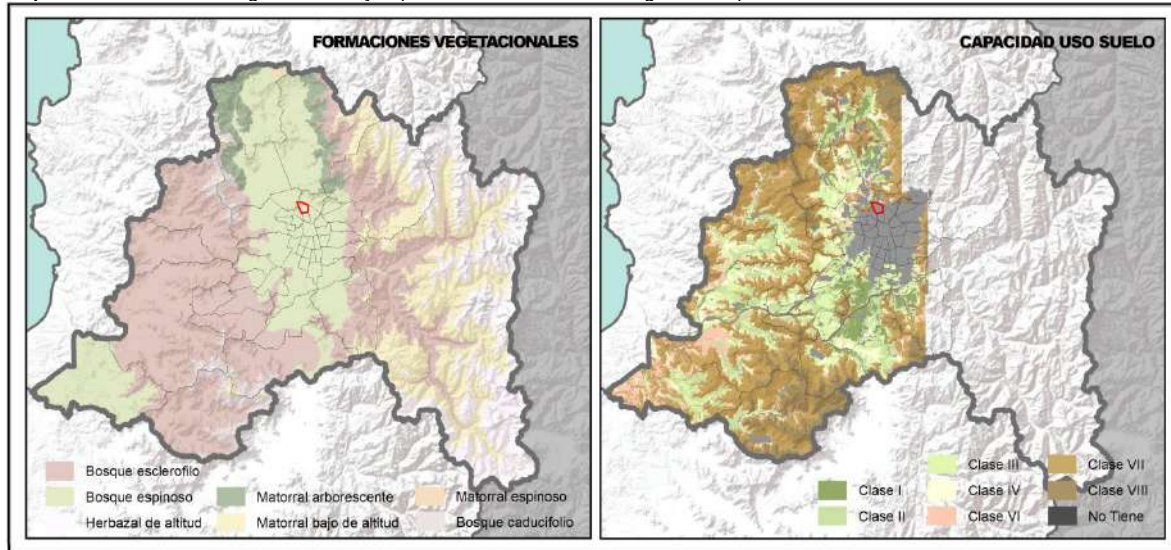 FORMACIONES VEGETACIONALES
Bosque esclerofilo
Bosque espinoso
Matorral arborescente
Matorral espinoso
Herbazal de altitud
Matorral bajo de altitud
Bosque caducifolio
CAPACIDAD USO SUELO
Clase III
Clase VII
Clase I
Clase IV
Clase VIII
Clase II
Clase VI
No Tiene